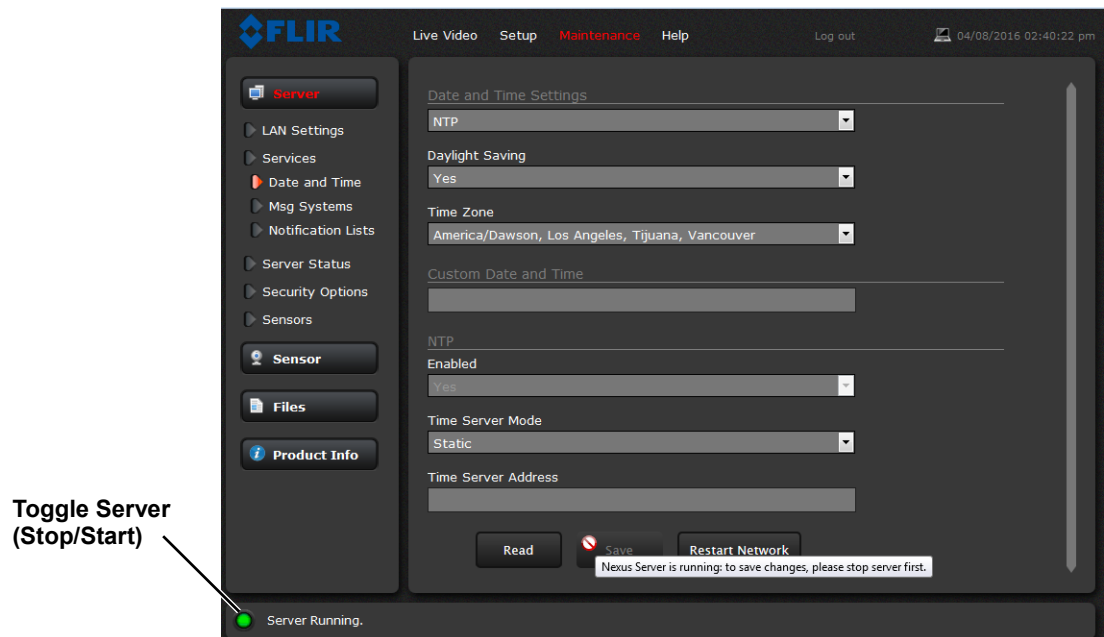 FLIR
Live Video Setup Maintenance Help Log out 04/08/2016 02:40:22 pm
Server
LAN Settings
Services
Date and Time
Msg Systems
Notification Lists
Server Status
Security Options
Sensors
Sensor
Files
Product Info
Date and Time Settings
NTP
Daylight Saving
Yes
Time Zone
America/Dawson, Los Angeles, Tijuana, Vancouver
Custom Date and Time
NTP
Enabled
Yes
Time Server Mode
Static
Time Server Address
Read Save Restart Network
Nexus Server is running: to save changes, please stop server first.
Toggle Server
(Stop/Start)
Server Running.